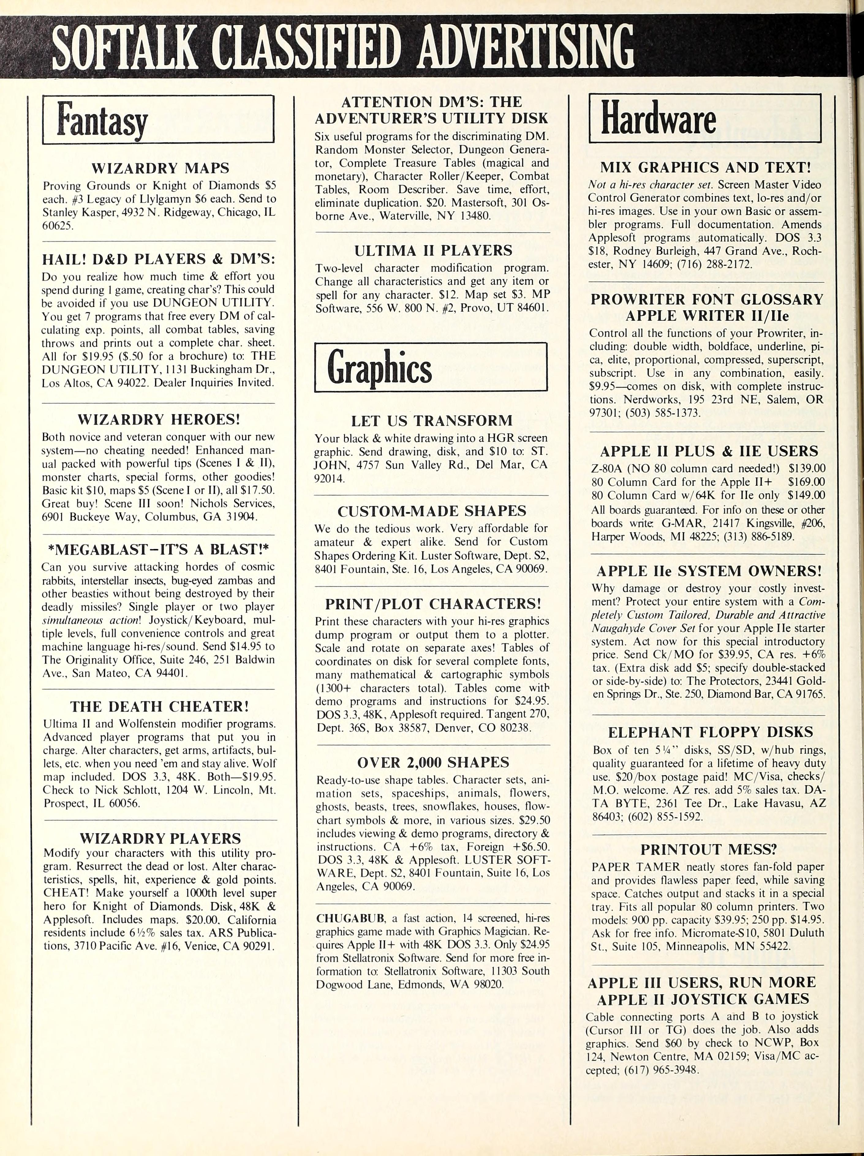 SOFTALK CLASSIFIED ADVERTISING
Fantasy
WIZARDRY MAPS
Proving Grounds or Knight of Diamonds $5
each. #3 Legacy of Llylgamyn $6 each. Send to
Stanley Kasper, 4932 N. Ridgeway, Chicago, IL
60625.
HAIL! D&D PLAYERS & DM'S:
Do you realize how much time & effort you
spend during 1 game, creating char's? This could
be avoided if you use DUNGEON UTILITY.
You get 7 programs that free every DM of cal-
culating exp. points, all combat tables, saving
throws and prints out a complete char. sheet.
All for $19.95 ($.50 for a brochure) to: THE
DUNGEON UTILITY, 1131 Buckingham Dr.,
Los Altos, CA 94022. Dealer Inquiries Invited.
WIZARDRY HEROES!
Both novice and veteran conquer with our new
system—no cheating needed! Enhanced man-
ual packed with powerful tips (Scenes I & II),
monster charts, special forms, other goodies!
Basic kit $10, maps $5 (Scene I or II), all $17.50.
Great buy! Scene III soon! Nichols Services,
6901 Buckeye Way, Columbus, GA 31904.
*MEGABLAST—IT'S A BLAST!*
Can you survive attacking hordes of cosmic
rabbits, interstellar insects, bug-eyed zambas and
other beasties without being destroyed by their
deadly missiles? Single player or two player
simultaneous action! Joystick/Keyboard, mul-
tiple levels, full convenience controls and great
machine language hi-res/sound. Send $14.95 to
The Originality Office, Suite 246, 251 Baldwin
Ave., San Mateo, CA 94401.
THE DEATH CHEATER!
Ultima II and Wolfenstein modifier programs.
Advanced player programs that put you in
charge. Alter characters, get arms, artifacts, bul-
lets, etc. when you need 'em and stay alive. Wolf
map included. DOS 3.3, 48K. Both—$19.95.
Check to Nick Schlott, 1204 W. Lincoln, Mt.
Prospect, IL 60056.
WIZARDRY PLAYERS
Modify your characters with this utility pro-
gram. Resurrect the dead or lost. Alter charac-
teristics, spells, hit, experience & gold points.
CHEAT! Make yourself a 1000th level super
hero for Knight of Diamonds. Disk, 48K &
Applesoft. Includes maps. $20.00. California
residents include 6½% sales tax. ARS Publica-
tions, 3710 Pacific Ave. #16, Venice, CA 90291.
ATTENTION DM'S: THE
ADVENTURER'S UTILITY DISK
Six useful programs for the discriminating DM.
Random Monster Selector, Dungeon Genera-
tor, Complete Treasure Tables (magical and
monetary), Character Roller/Keeper, Combat
Tables, Room Describer. Save time, effort,
eliminate duplication. $20. Mastersoft, 301 Os-
borne Ave., Waterville, NY 13480.
ULTIMA II PLAYERS
Two-level character modification program.
Change all characteristics and get any item or
spell for any character. $12. Map set $3. MP
Software, 556 W. 800 N. #2, Provo, UT 84601.
Graphics
LET US TRANSFORM
Your black & white drawing into a HGR screen
graphic. Send drawing, disk, and $10 to: ST.
JOHN, 4757 Sun Valley Rd., Del Mar, CA
92014.
CUSTOM-MADE SHAPES
We do the tedious work. Very affordable for
amateur & expert alike. Send for Custom
Shapes Ordering Kit. Luster Software, Dept. S2,
8401 Fountain, Ste. 16, Los Angeles, CA 90069.
PRINT/PLOT CHARACTERS!
Print these characters with your hi-res graphics
dump program or output them to a plotter.
Scale and rotate on separate axes! Tables of
coordinates on disk for several complete fonts,
many mathematical & cartographic symbols
(1300+ characters total). Tables come with
demo programs and instructions for $24.95.
DOS 3.3, 48K, Applesoft required. Tangent 270,
Dept. 36S, Box 38587, Denver, CO 80238.
OVER 2,000 SHAPES
Ready-to-use shape tables. Character sets, ani-
mation sets, spaceships, animals, flowers,
ghosts, beasts, trees, snowflakes, houses, flow-
chart symbols & more, in various sizes. $29.50
includes viewing & demo programs, directory &
instructions. CA +6% tax, Foreign +$6.50.
DOS 3.3, 48K & Applesoft. LUSTER SOFT-
WARE, Dept. S2, 8401 Fountain, Suite 16, Los
Angeles, CA 90069.
CHUGABUB, a fast action, 14 screened, hi-res
graphics game made with Graphics Magician. Re-
quires Apple II+ with 48K DOS 3.3. Only $24.95
from Stellatronix Software. Send for more free in-
formation to: Stellatronix Software, 11303 South
Dogwood Lane, Edmonds, WA 98020.
Hardware
MIX GRAPHICS AND TEXT!
Not a hi-res character set. Screen Master Video
Control Generator combines text, lo-res and/or
hi-res images. Use in your own Basic or assem-
bler programs. Full documentation. Amends
Applesoft programs automatically. DOS 3.3
$18, Rodney Burleigh, 447 Grand Ave., Roch-
ester, NY 14609; (716) 288-2172.
PROWRITER FONT GLOSSARY
APPLE WRITER II/IIe
Control all the functions of your Prowriter, in-
cluding: double width, boldface, underline, pi-
ca, elite, proportional, compressed, superscript,
subscript. Use in any combination, easily.
$9.95—comes on disk, with complete instruc-
tions. Nerdworks, 195 23rd NE, Salem, OR
97301; (503) 585-1373.
APPLE II PLUS & IIE USERS
Z-80A (NO 80 column card needed!) $139.00
80 Column Card for the Apple II+ $169.00
80 Column Card w/64K for IIe only $149.00
All boards guaranteed. For info on these or other
boards write: G-MAR, 21417 Kingsville, #206,
Harper Woods, MI 48225; (313) 886-5189.
APPLE IIe SYSTEM OWNERS!
Why damage or destroy your costly invest-
ment? Protect your entire system with a Com-
pletely Custom Tailored, Durable and Attractive
Naugahyde Cover Set for your Apple IIe starter
system. Act now for this special introductory
price. Send Ck/MO for $39.95, CA res. +6%
tax. (Extra disk add $5; specify double-stacked
or side-by-side) to: The Protectors, 23441 Gold-
en Springs Dr., Ste. 250, Diamond Bar, CA 91765.
ELEPHANT FLOPPY DISKS
Box of ten 5¼" disks, SS/SD, w/hub rings,
quality guaranteed for a lifetime of heavy duty
use. $20/box postage paid! MC/Visa, checks/
M.O. welcome. AZ res. add 5% sales tax. DA-
TA BYTE, 2361 Tee Dr., Lake Havasu, AZ
86403; (602) 855-1592.
PRINTOUT MESS?
PAPER TAMER neatly stores fan-fold paper
and provides flawless paper feed, while saving
space. Catches output and stacks it in a special
tray. Fits all popular 80 column printers. Two
models: 900 pp. capacity $39.95; 250 pp. $14.95.
Ask for free info. Micromate-S10, 5801 Duluth
St., Suite 105, Minneapolis, MN 55422.
APPLE III USERS, RUN MORE
APPLE II JOYSTICK GAMES
Cable connecting ports A and B to joystick
(Cursor III or TG) does the job. Also adds
graphics. Send $60 by check to NCWP, Box
124, Newton Centre, MA 02159; Visa/MC ac-
cepted; (617) 965-3948.